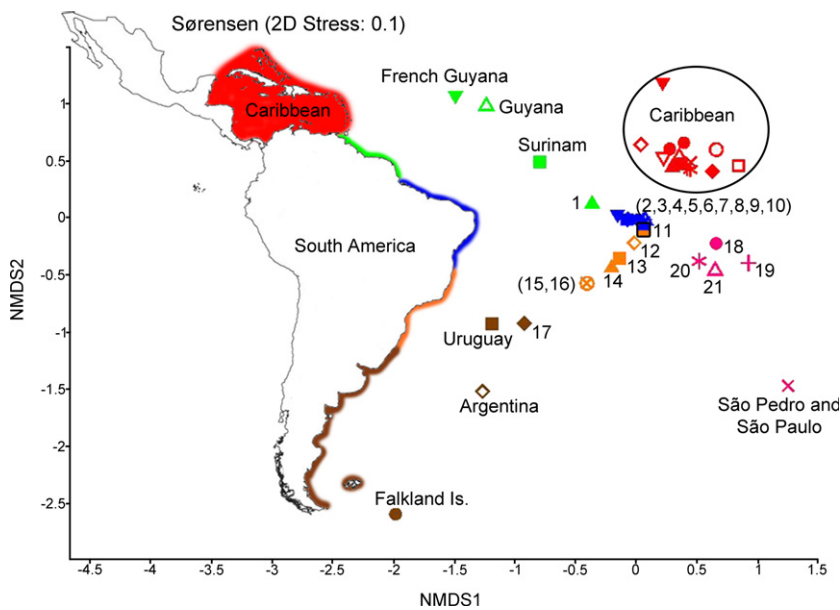 Sørensen (2D Stress: 0.1)
French Guyana
Guyana
Caribbean
Caribbean
Surinam
1
(2,3,4,5,6,7,8,9,10)
11
South America
12
18
13
20
19
(15,16)
14
21
Uruguay
17
Argentina
São Pedro and
São Paulo
Falkland Is.
NMDS2
1
0.5
0
-0.5
-1
-1.5
-2
-2.5
-4.5 -4 -3.5 -3 -2.5 -2 -1.5 -1 -0.5 0 0.5 1 1.5
NMDS1